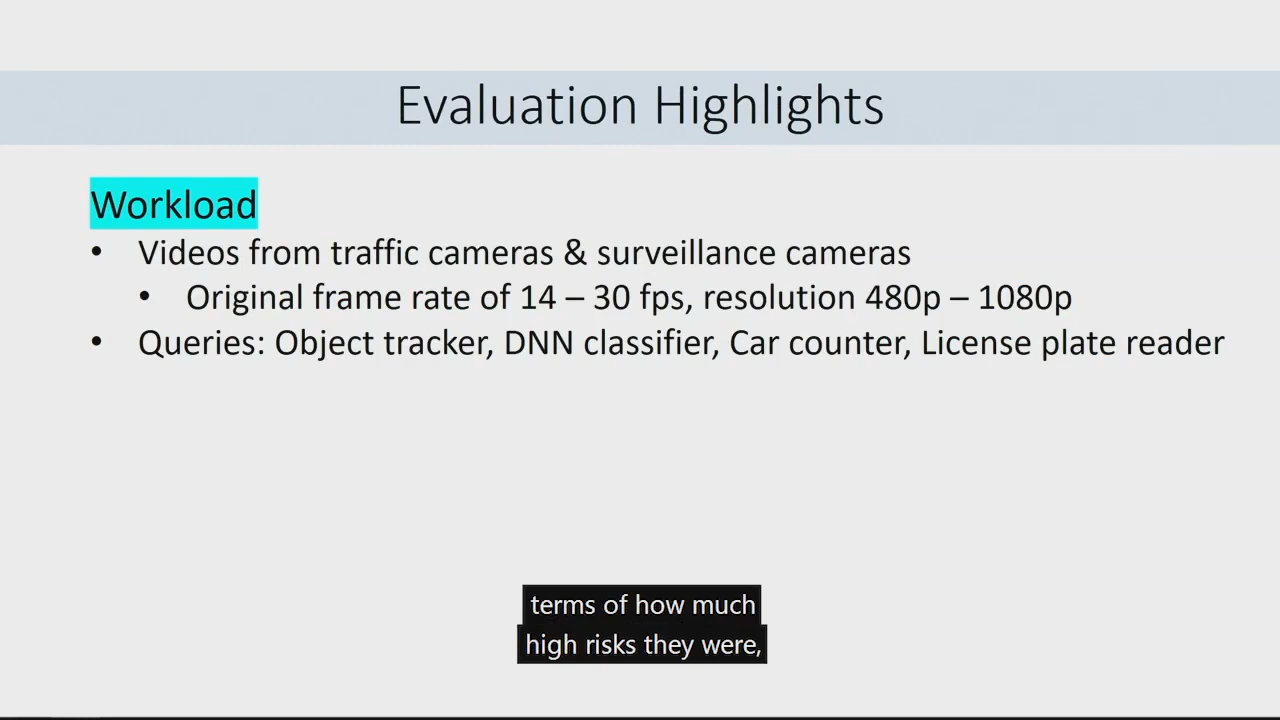 Evaluation Highlights
Workload
• Videos from traffic cameras & surveillance cameras
• Original frame rate of 14 – 30 fps, resolution 480p – 1080p
• Queries: Object tracker, DNN classifier, Car counter, License plate reader
terms of how much
high risks they were,